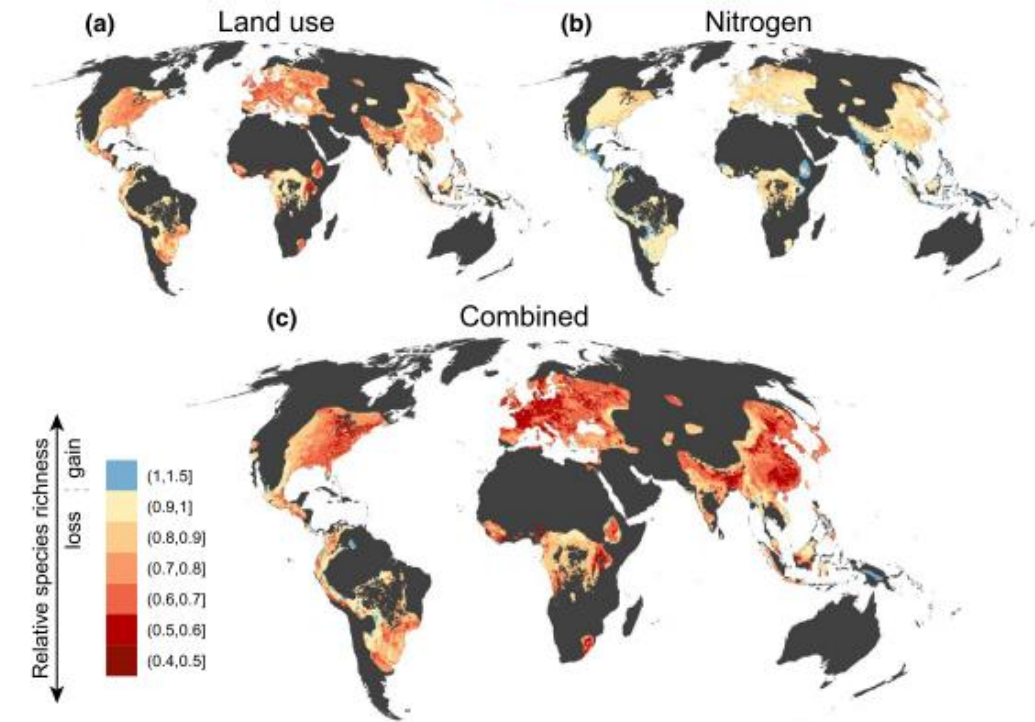 (a) Land use
(b) Nitrogen
(c) Combined
Relative species richness
loss gain
(1,1.5]
(0.9,1]
(0.8,0.9]
(0.7,0.8]
(0.6,0.7]
(0.5,0.6]
(0.4,0.5]